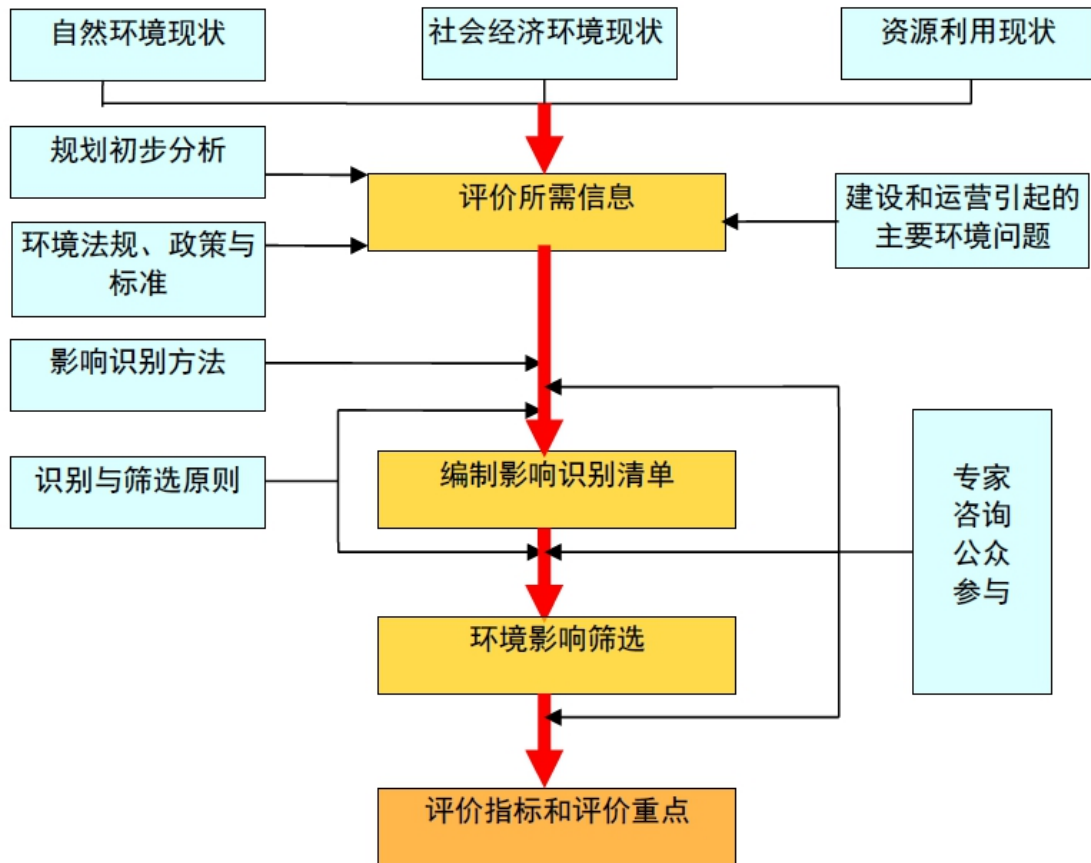 自然环境现状
社会经济环境现状
资源利用现状
规划初步分析
评价所需信息
建设和运营引起的
主要环境问题
环境法规、政策与
标准
影响识别方法
识别与筛选原则
编制影响识别清单
专家
咨询
公众
参与
环境影响筛选
评价指标和评价重点